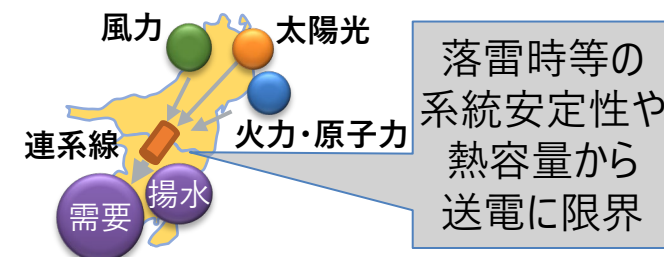 風力
太陽光
火力・原子力
連系線
揚水
需要
落雷時等の
系統安定性や
熱容量から
送電に限界